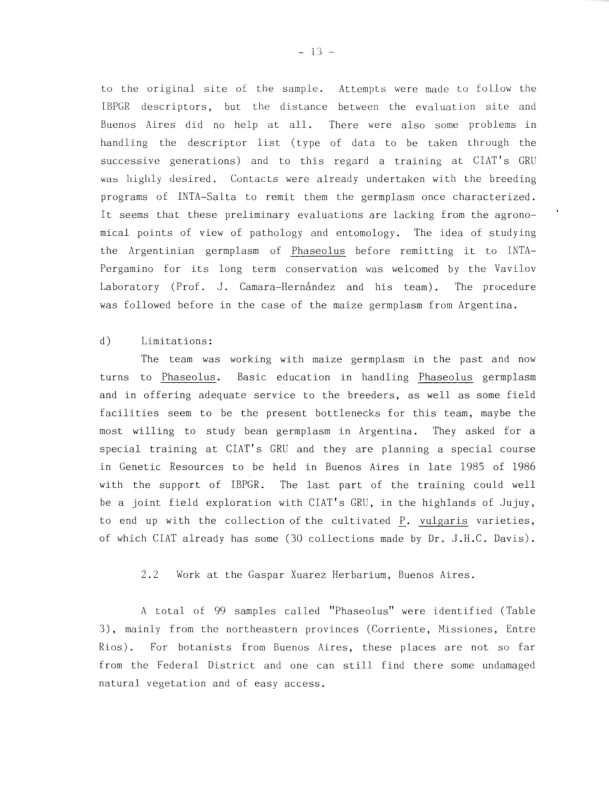 - 13 -
to the original site of the sample. Attempts were made to follow the
IBPGR descriptors, but the distance between the evaluation site and
Buenos Aires did no help at all. There were also some problems in
handling the descriptor list (type of data to be taken through the
successive generations) and to this regard a training at CIAT's GRU
was highly desired. Contacts were already undertaken with the breeding
programs of INTA-Salta to remit them the germplasm once characterized.
It seems that these preliminary evaluations are lacking from the agrono-
mical points of view of pathology and entomology. The idea of studying
the Argentinian germplasm of Phaseolus before remitting it to INTA-
Pergamino for its long term conservation was welcomed by the Vavilov
Laboratory (Prof. J. Camara-Hernández and his team). The procedure
was followed before in the case of the maize germplasm from Argentina.
d) Limitations:
The team was working with maize germplasm in the past and now
turns to Phaseolus. Basic education in handling Phaseolus germplasm
and in offering adequate service to the breeders, as well as some field
facilities seem to be the present bottlenecks for this team, maybe the
most willing to study bean germplasm in Argentina. They asked for a
special training at CIAT's GRU and they are planning a special course
in Genetic Resources to be held in Buenos Aires in late 1985 of 1986
with the support of IBPGR. The last part of the training could well
be a joint field exploration with CIAT's GRU, in the highlands of Jujuy,
to end up with the collection of the cultivated P. vulgaris varieties,
of which CIAT already has some (30 collections made by Dr. J.H.C. Davis).
2.2 Work at the Gaspar Xuarez Herbarium, Buenos Aires.
A total of 99 samples called "Phaseolus" were identified (Table
3), mainly from the northeastern provinces (Corriente, Missiones, Entre
Rios). For botanists from Buenos Aires, these places are not so far
from the Federal District and one can still find there some undamaged
natural vegetation and of easy access.